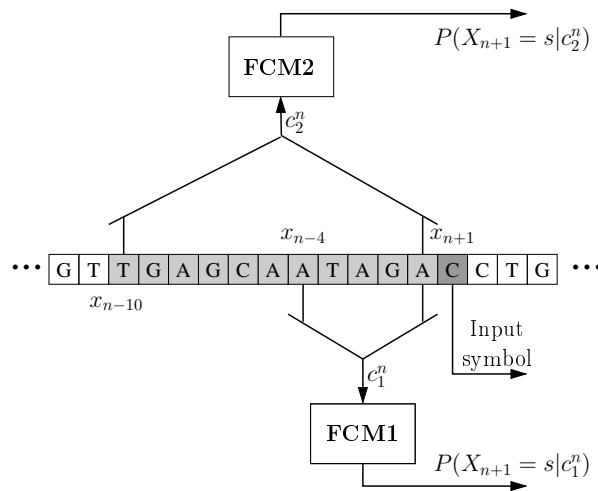 P(X_{n+1} = s|c_2^n)
FCM2
c_2^n
x_{n-4}
x_{n+1}
... G T T G A G C A A T A G A C C T G ...
x_{n-10}
Input
symbol
c_1^n
FCM1
P(X_{n+1} = s|c_1^n)